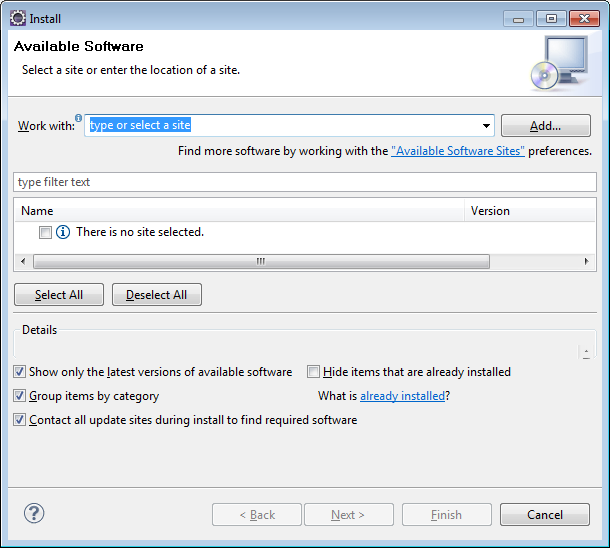 Install
Available Software
Select a site or enter the location of a site.
Work with: type or select a site Add...
Find more software by working with the "Available Software Sites" preferences.
type filter text
Name Version
There is no site selected.
Select All Deselect All
Details
Show only the latest versions of available software Hide items that are already installed
Group items by category What is already installed?
Contact all update sites during install to find required software
? < Back Next > Finish Cancel